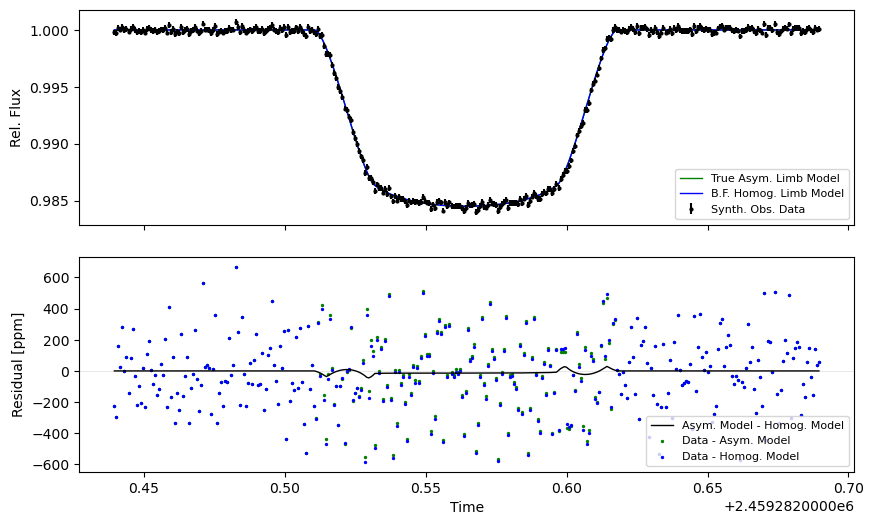 1.000
0.995
0.990
0.985
Rel. Flux
True Asym. Limb Model
B.F. Homog. Limb Model
Synth. Obs. Data
600
400
200
0
−200
−400
−600
Residual [ppm]
Asym. Model - Homog. Model
Data - Asym. Model
Data - Homog. Model
0.45 0.50 0.55 0.60 0.65 0.70
Time
+2.4592820000e6